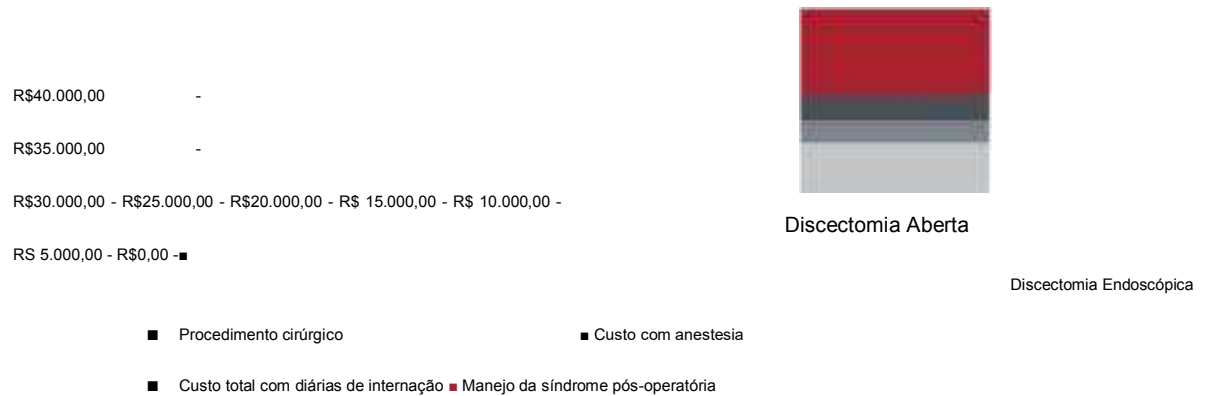 R$40.000,00 -
R$35.000,00 -
R$30.000,00 - R$25.000,00 - R$20.000,00 - R$ 15.000,00 - R$ 10.000,00 -
Discectomia Aberta
RS 5.000,00 - R$0,00 -■
Discectomia Endoscópica
■ Procedimento cirúrgico ■ Custo com anestesia
■ Custo total com diárias de internação ■ Manejo da síndrome pós-operatória